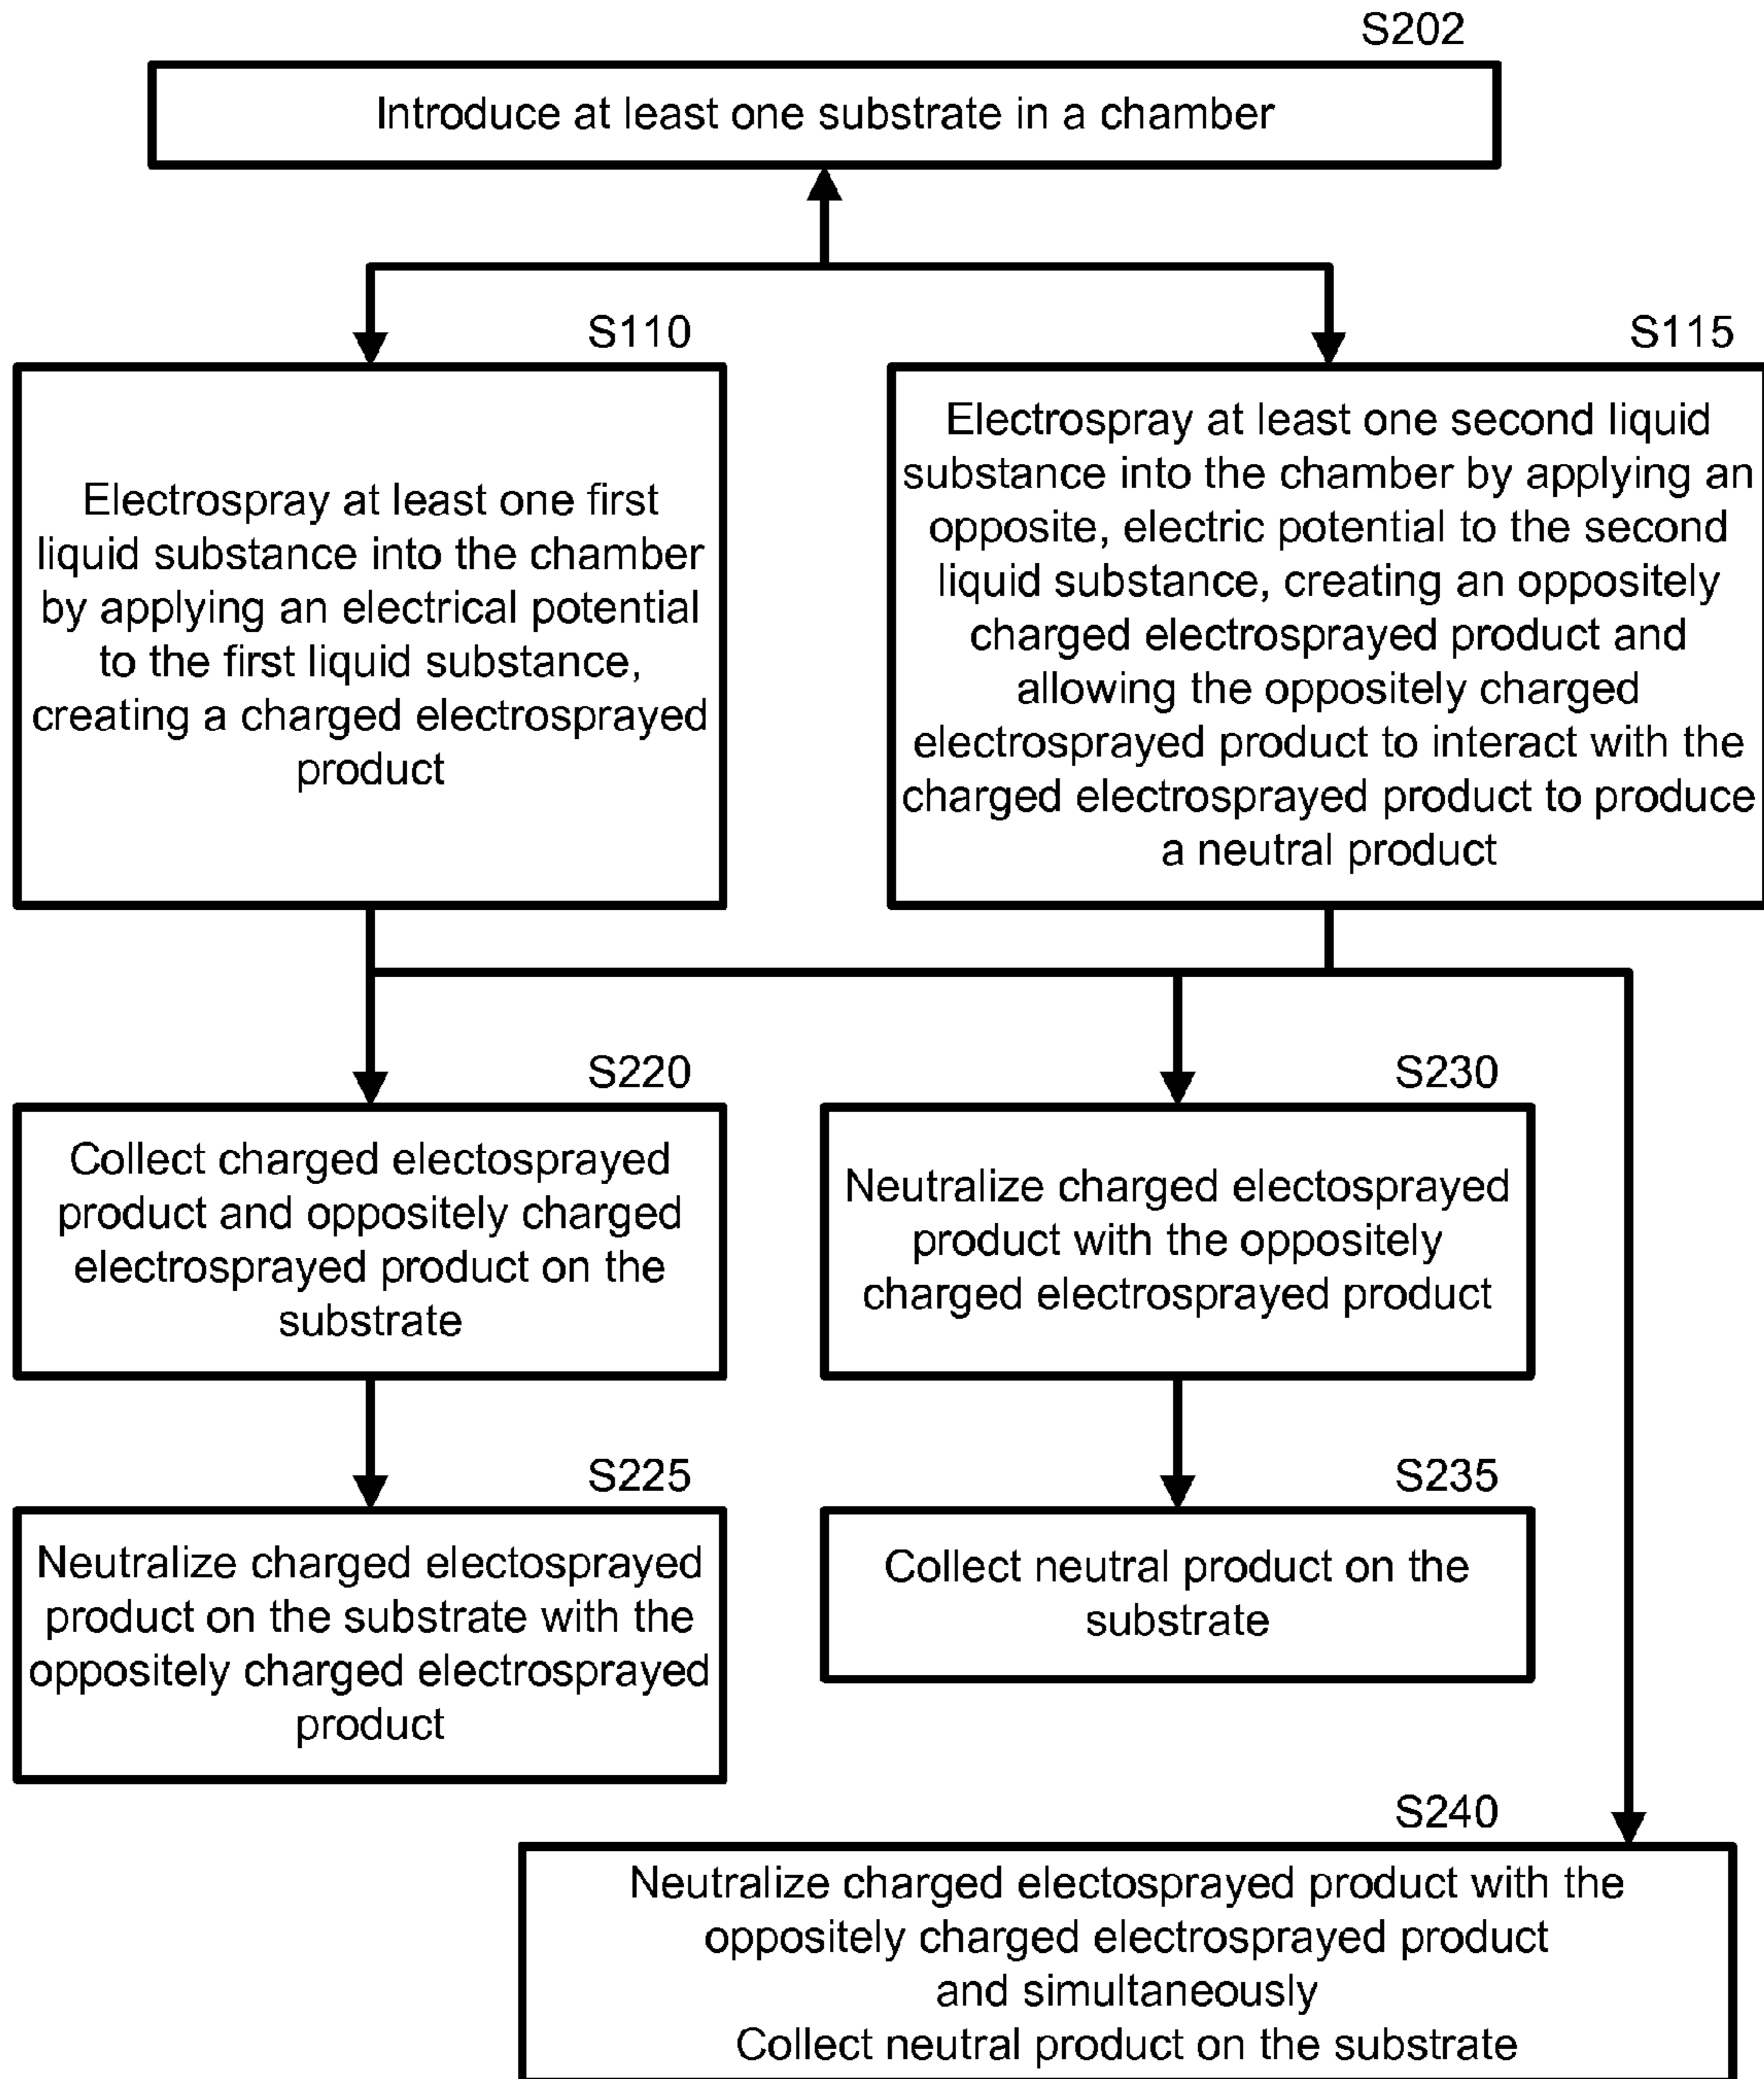 S202
Introduce at least one substrate in a chamber
S110
Electrospray at least one first
liquid substance into the chamber
by applying an electrical potential
to the first liquid substance,
creating a charged electrosprayed
product
S115
Electrospray at least one second liquid
substance into the chamber by applying an
opposite, electric potential to the second
liquid substance, creating an oppositely
charged electrosprayed product and
allowing the oppositely charged
electrosprayed product to interact with the
charged electrosprayed product to produce
a neutral product
S220
Collect charged electosprayed
product and oppositely charged
electrosprayed product on the
substrate
S230
Neutralize charged electosprayed
product with the oppositely
charged electrosprayed product
S225
Neutralize charged electosprayed
product on the substrate with the
oppositely charged electrosprayed
product
S235
Collect neutral product on the
substrate
S240
Neutralize charged electosprayed product with the
oppositely charged electrosprayed product
and simultaneously
Collect neutral product on the substrate